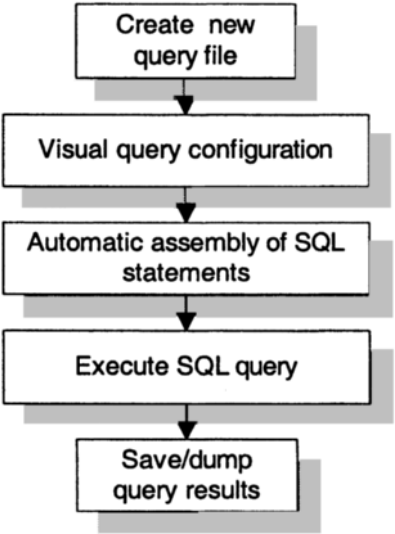 Create new
query file
Visual query configuration
Automatic assembly of SQL
statements
Execute SQL query
Save/dump
query results